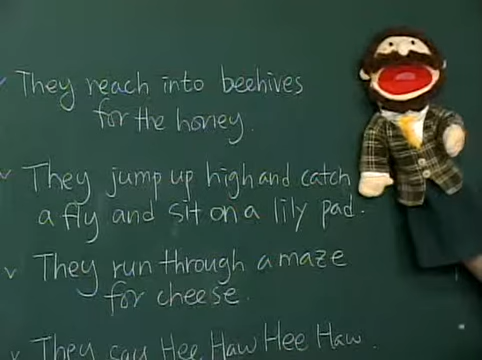 They reach into beehives
for the honey.
They jump up high and catch
a fly and sit on a lily pad.
They run through a maze
for cheese.
They say Hee Haw Hee Haw.